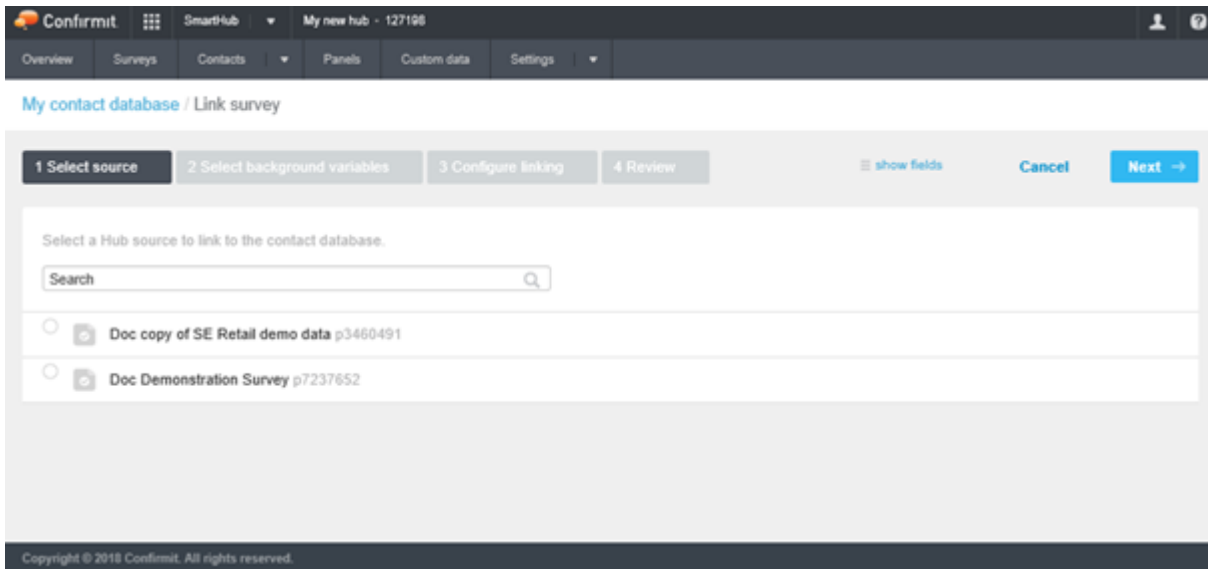 Confirmit. SmartHub My new hub - 127198
Overview Surveys Contacts Panels Custom data Settings
My contact database / Link survey
1 Select source 2 Select background variables 3 Configure linking 4 Review show fields Cancel Next →
Select a Hub source to link to the contact database.
Search
Doc copy of SE Retail demo data p3460491
Doc Demonstration Survey p7237652
Copyright © 2018 Confirmit. All rights reserved.